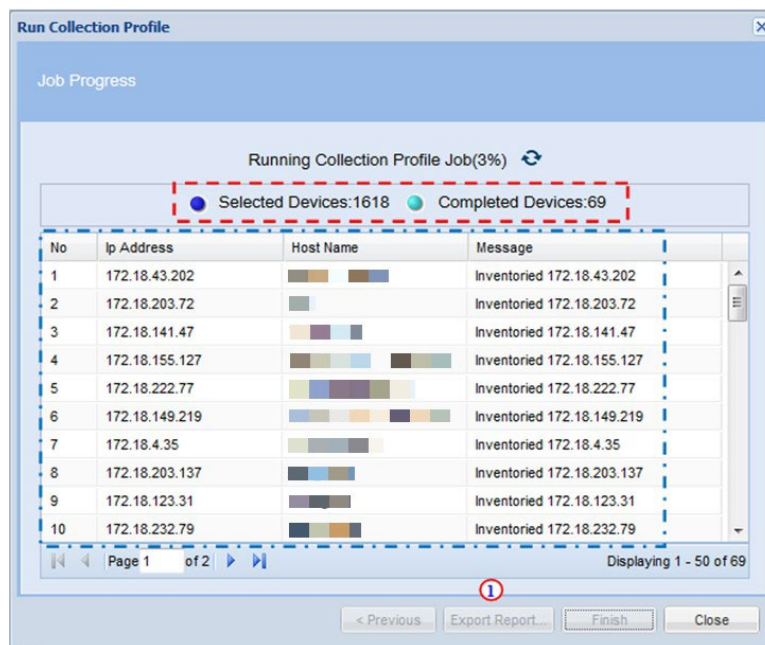 Run Collection Profile
Job Progress
Running Collection Profile Job(3%)
Selected Devices:1618 Completed Devices:69
No Ip Address Host Name Message
1 172.18.43.202 Inventoried 172.18.43.202
2 172.18.203.72 Inventoried 172.18.203.72
3 172.18.141.47 Inventoried 172.18.141.47
4 172.18.155.127 Inventoried 172.18.155.127
5 172.18.222.77 Inventoried 172.18.222.77
6 172.18.149.219 Inventoried 172.18.149.219
7 172.18.4.35 Inventoried 172.18.4.35
8 172.18.203.137 Inventoried 172.18.203.137
9 172.18.123.31 Inventoried 172.18.123.31
10 172.18.232.79 Inventoried 172.18.232.79
Page 1 of 2 Displaying 1 - 50 of 69
1
< Previous Export Report... Finish Close